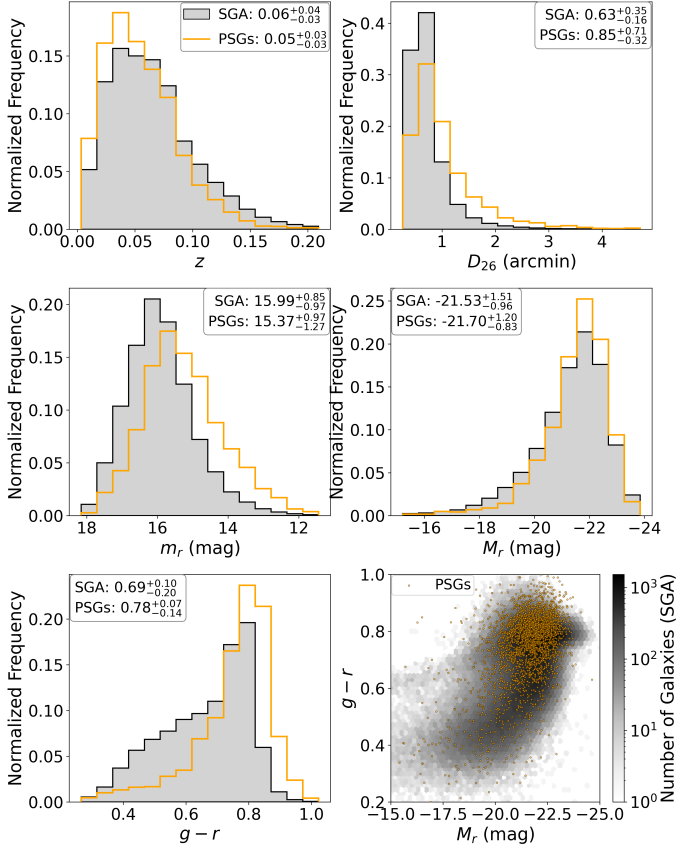 SGA: 0.06+0.04 −0.03
PSGs: 0.05+0.03 −0.03
Normalized Frequency
0.15
0.10
0.05
0.00
0.00 0.05 0.10 0.15 0.20
z
SGA: 0.63+0.35 −0.16
PSGs: 0.85+0.71 −0.32
Normalized Frequency
0.4
0.3
0.2
0.1
0.0
1 2 3 4
D26 (arcmin)
SGA: 15.99+0.85 −0.97
PSGs: 15.37+0.97 −1.27
Normalized Frequency
0.20
0.15
0.10
0.05
0.00
18 16 14 12
mr (mag)
SGA: -21.53+1.51 −0.96
PSGs: -21.70+1.20 −0.83
Normalized Frequency
0.25
0.20
0.15
0.10
0.05
0.00
−16 −18 −20 −22 −24
Mr (mag)
SGA: 0.69+0.10 −0.20
PSGs: 0.78+0.07 −0.14
Normalized Frequency
0.20
0.15
0.10
0.05
0.00
0.4 0.6 0.8 1.0
g − r
PSGs
g − r
1.0
0.8
0.6
0.4
0.2
−15.0 −17.5 −20.0 −22.5 −25.0
Mr (mag)
10³
10²
10¹
10⁰
Number of Galaxies (SGA)